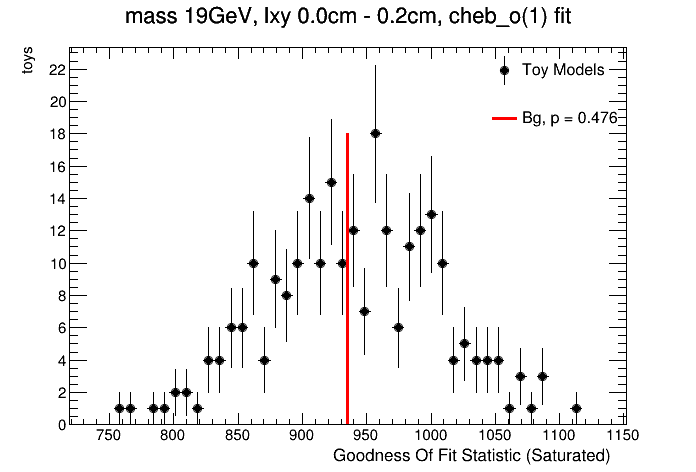 mass 19GeV, lxy 0.0cm - 0.2cm, cheb_o(1) fit
toys
22
20
18
16
14
12
10
8
6
4
2
0
Toy Models
Bg, p = 0.476
750 800 850 900 950 1000 1050 1100 1150
Goodness Of Fit Statistic (Saturated)